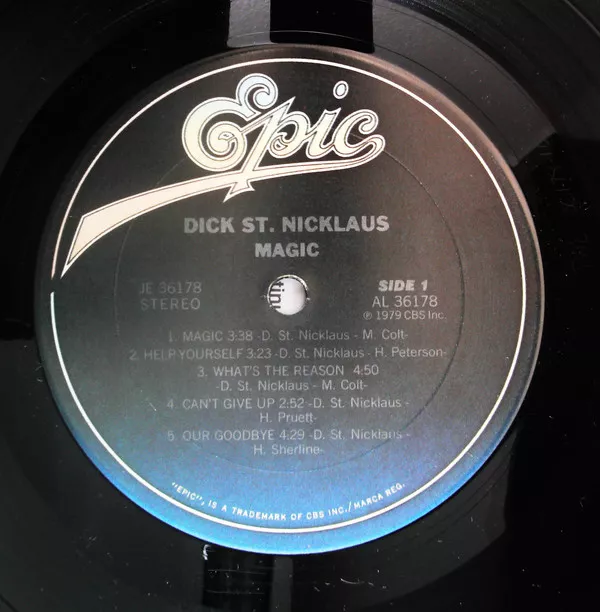 Epic
DICK ST. NICKLAUS
MAGIC
JE 36178
STEREO
SIDE 1
AL 36178
℗ 1979 CBS Inc.
1. MAGIC 3:38 -D. St. Nicklaus - M. Colt-
2. HELP YOURSELF 3:23 -D. St. Nicklaus - H. Peterson-
3. WHAT'S THE REASON 4:50
-D. St. Nicklaus - M. Colt-
4. CAN'T GIVE UP 2:52 -D. St. Nicklaus -
H. Pruett-
5. OUR GOODBYE 4:29 -D. St. Nicklaus -
H. Sherline-
"EPIC", IS A TRADEMARK OF CBS INC./MARCA REG.